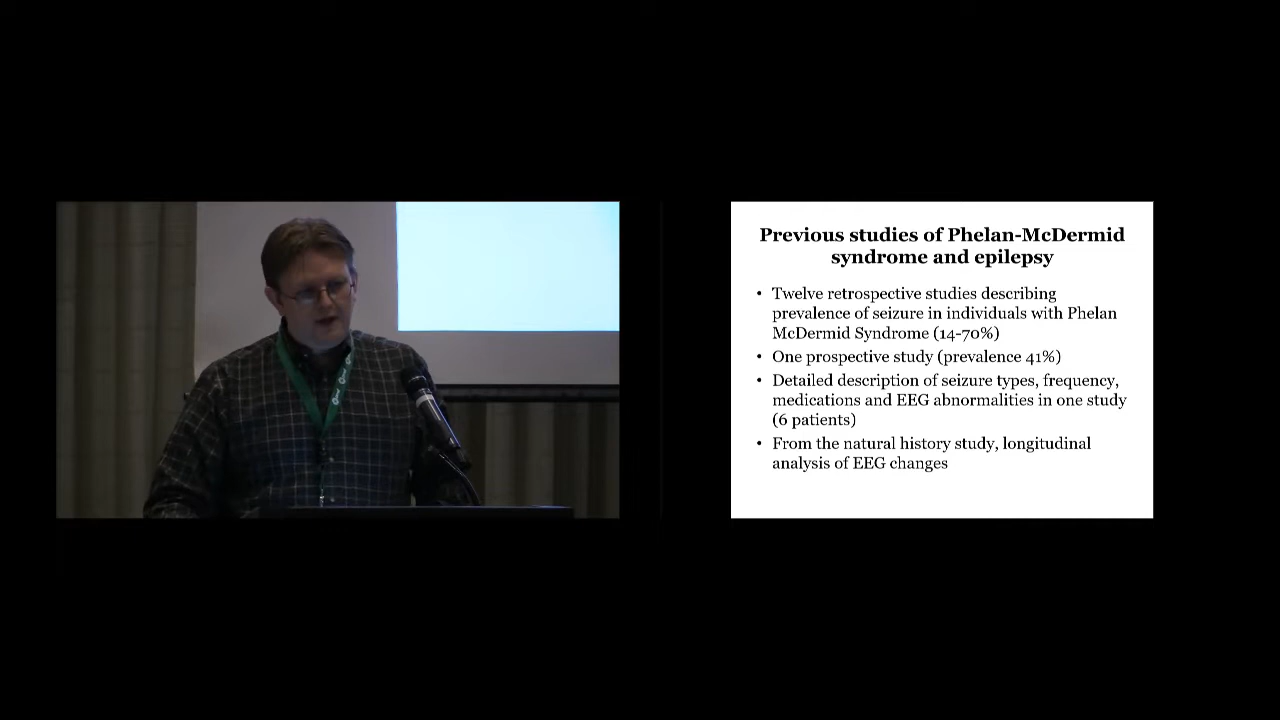 Previous studies of Phelan-McDermid
syndrome and epilepsy
• Twelve retrospective studies describing
prevalence of seizure in individuals with Phelan
McDermid Syndrome (14-70%)
• One prospective study (prevalence 41%)
• Detailed description of seizure types, frequency,
medications and EEG abnormalities in one study
(6 patients)
• From the natural history study, longitudinal
analysis of EEG changes